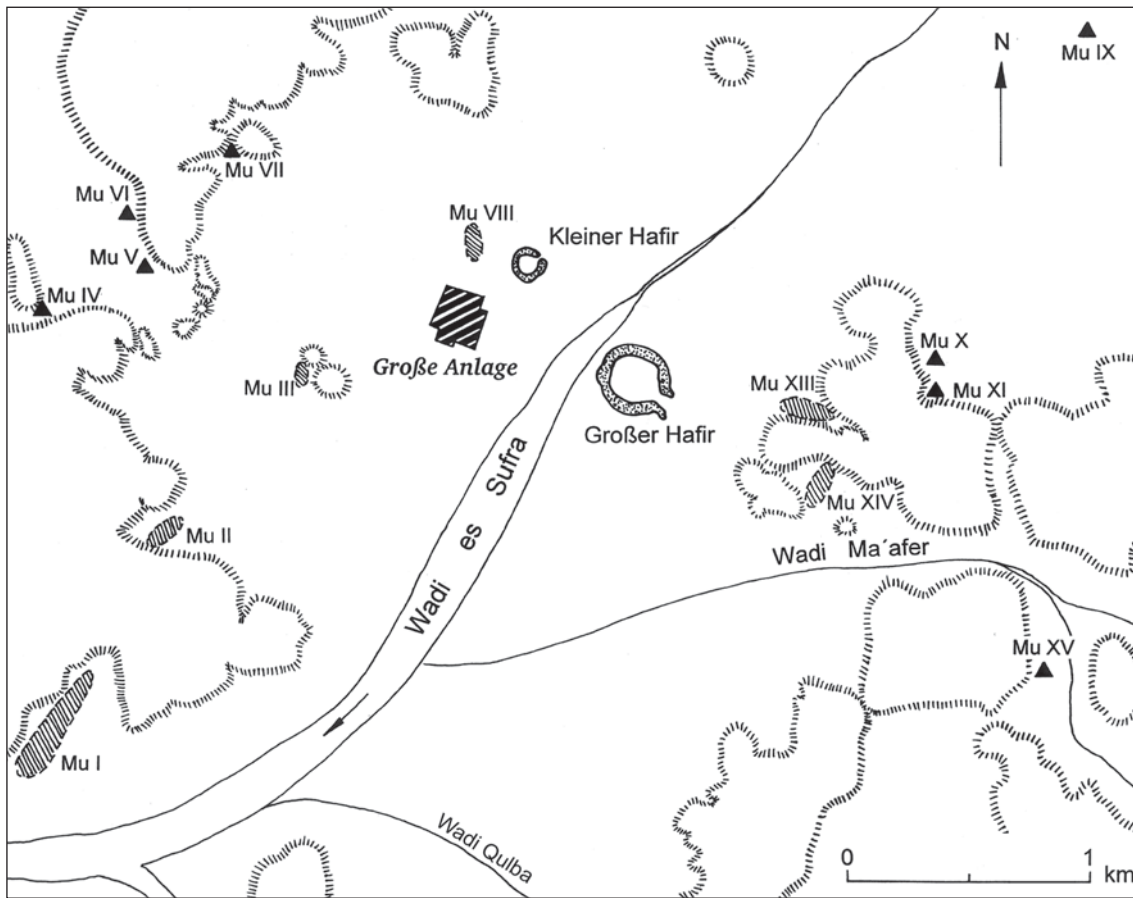 N
Mu IX
Mu VII
Mu VI
Mu VIII
Kleiner Hafir
Mu V
Mu IV
Große Anlage
Mu III
Mu X
Mu XIII
Mu XI
Großer Hafir
Wadi es Sufra
Mu XIV
Mu II
Wadi Ma´afer
Mu XV
Mu I
Wadi Qulba
0 1
km